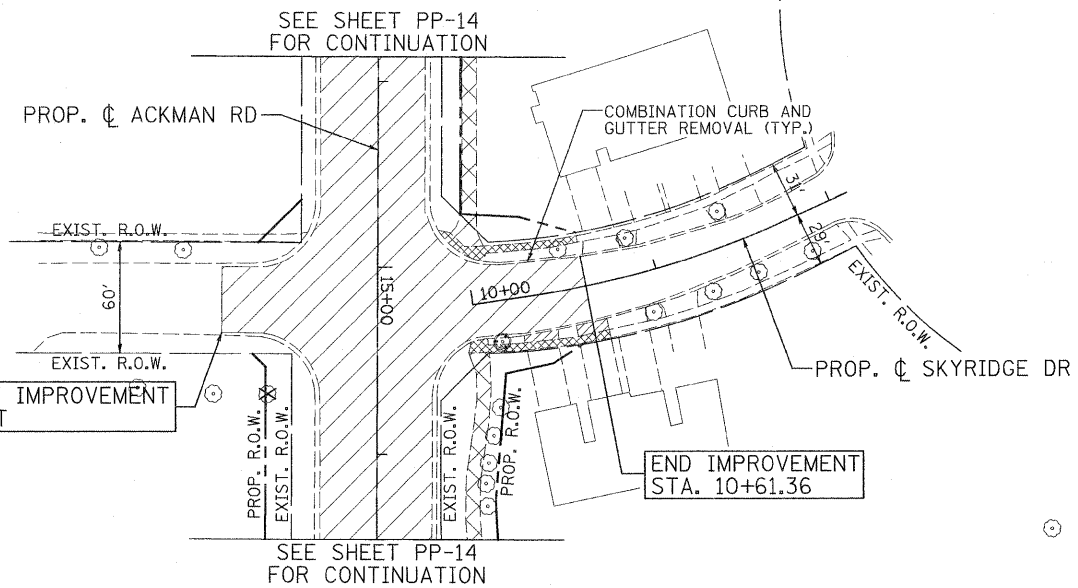 SEE SHEET PP-14
FOR CONTINUATION
PROP. ℄ ACKMAN RD
COMBINATION CURB AND
GUTTER REMOVAL (TYP.)
EXIST. R.O.W.
60'
EXIST. R.O.W.
15+00
10+00
29'
EXIST. R.O.W.
PROP. ℄ SKYRIDGE DR
IMPROVEMENT
END IMPROVEMENT
STA. 10+61.36
PROP. R.O.W.
EXIST. R.O.W.
EXIST. R.O.W.
PROP. R.O.W.
SEE SHEET PP-14
FOR CONTINUATION